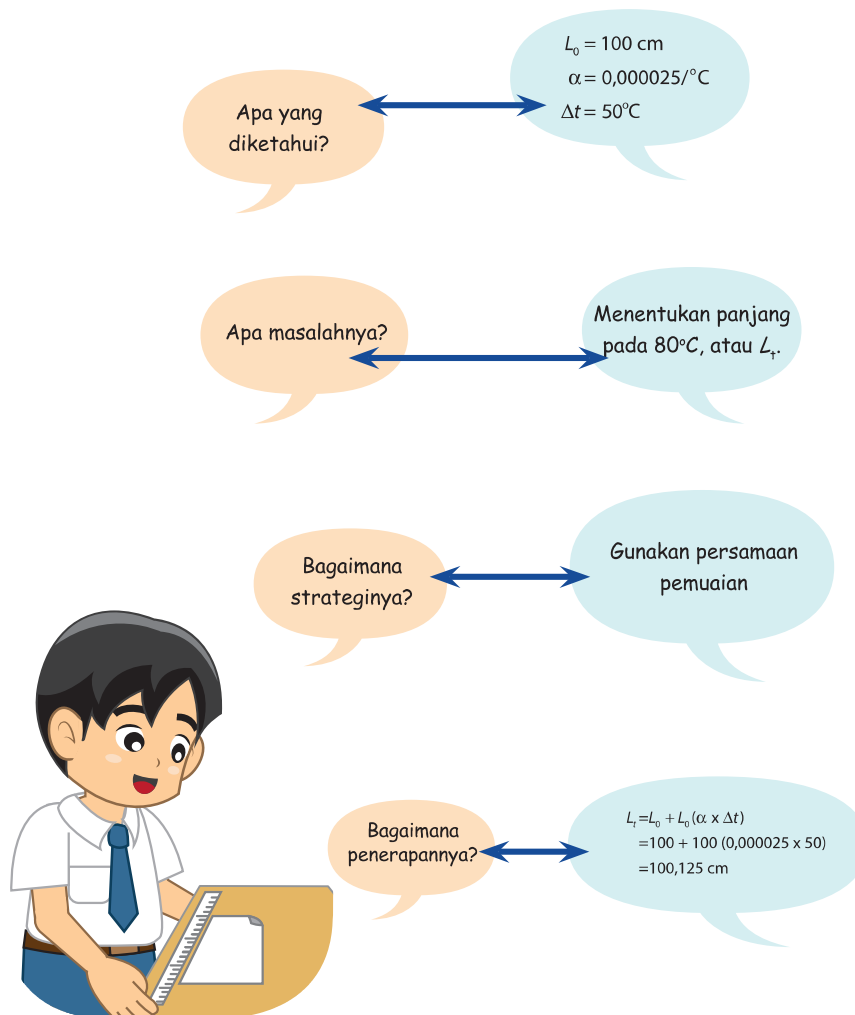 Apa yang
diketahui?
L₀ = 100 cm
α = 0,000025/°C
Δt = 50°C
Apa masalahnya?
Menentukan panjang
pada 80°C, atau Lₜ.
Bagaimana
strateginya?
Gunakan persamaan
pemuaian
Bagaimana
penerapannya?
Lₜ =L₀ + L₀ (α x Δt)
=100 + 100 (0,000025 x 50)
=100,125 cm